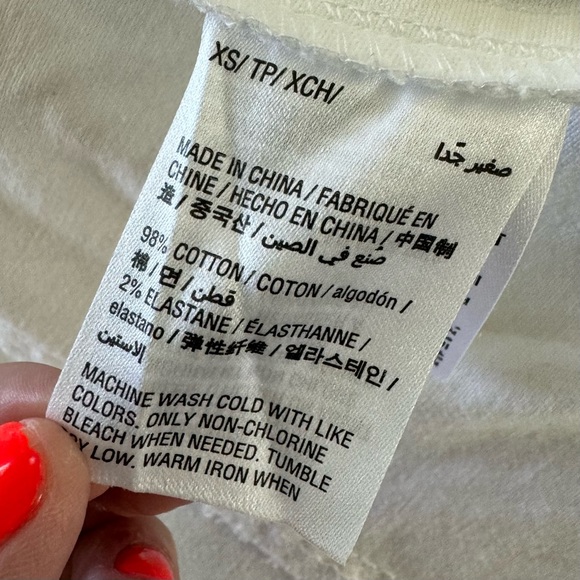 XS/ TP/ XCH/
صغير جدًا
MADE IN CHINA / FABRIQUÉ EN
CHINE / HECHO EN CHINA / 中国制
造 / 중국산 / صنع في الصين
98% COTTON / COTON / algodón /
棉 / 면 / قطن
2% ELASTANE / ÉLASTHANNE /
elastano / 弹性纤维 / 엘라스테인 /
الاستين
MACHINE WASH COLD WITH LIKE
COLORS. ONLY NON-CHLORINE
BLEACH WHEN NEEDED. TUMBLE
LOW. WARM IRON WHEN